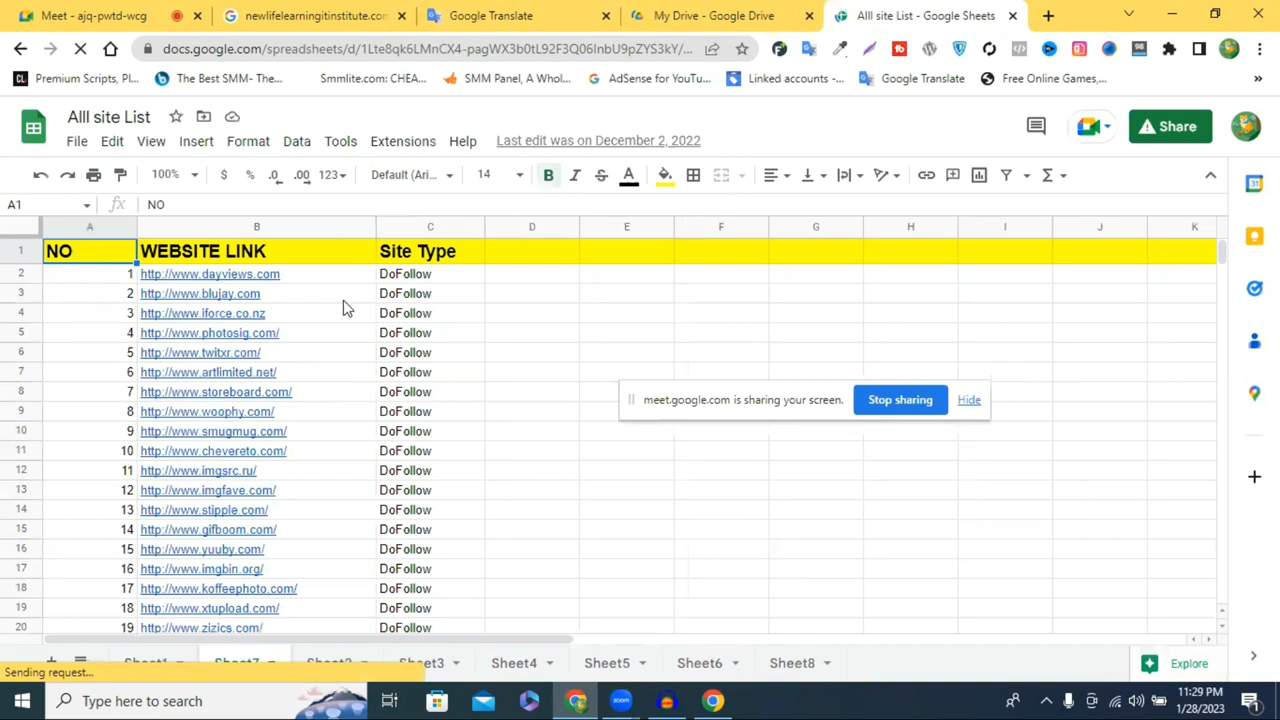 Meet - ajq-pwtd-wcg
newlifelearningitinstitute.com
Google Translate
My Drive - Google Drive
Alll site List - Google Sheets
docs.google.com/spreadsheets/d/1Lte8qk6LMnCX4-pagWX3b0tL92F3Q06InbU9pZYS3kY/...
Premium Scripts, Pl...
The Best SMM- The...
Smmlite.com: CHEA...
SMM Panel, A Whol...
AdSense for YouTu...
Linked accounts -...
Google Translate
Free Online Games,...
Alll site List
File Edit View Insert Format Data Tools Extensions Help Last edit was on December 2, 2022
Share
100% $ % .0 .00 123 Default (Ari... 14 B I S A
A1 fx NO
A B C D E F G H I J K
1 NO WEBSITE LINK Site Type
2 1 http://www.dayviews.com DoFollow
3 2 http://www.blujay.com DoFollow
4 3 http://www.iforce.co.nz DoFollow
5 4 http://www.photosig.com/ DoFollow
6 5 http://www.twitxr.com/ DoFollow
7 6 http://www.artlimited.net/ DoFollow
8 7 http://www.storeboard.com/ DoFollow
9 8 http://www.woophy.com/ DoFollow
10 9 http://www.smugmug.com/ DoFollow
11 10 http://www.chevereto.com/ DoFollow
12 11 http://www.imgsrc.ru/ DoFollow
13 12 http://www.imgfave.com/ DoFollow
14 13 http://www.stipple.com/ DoFollow
15 14 http://www.gifboom.com/ DoFollow
16 15 http://www.yuuby.com/ DoFollow
17 16 http://www.imgbin.org/ DoFollow
18 17 http://www.koffeephoto.com/ DoFollow
19 18 http://www.xtupload.com/ DoFollow
20 19 http://www.zizics.com/ DoFollow
meet.google.com is sharing your screen. Stop sharing Hide
Sheet1 Sheet7 Sheet2 Sheet3 Sheet4 Sheet5 Sheet6 Sheet8 Explore
Sending request...
Type here to search
zoom
11:29 PM
1/28/2023